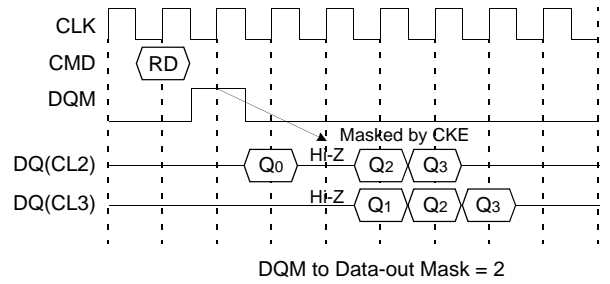 CLK
CMD RD
DQM
Masked by CKE
DQ(CL2) Q0 Hi-Z Q2 Q3
DQ(CL3) Hi-Z Q1 Q2 Q3
DQM to Data-out Mask = 2